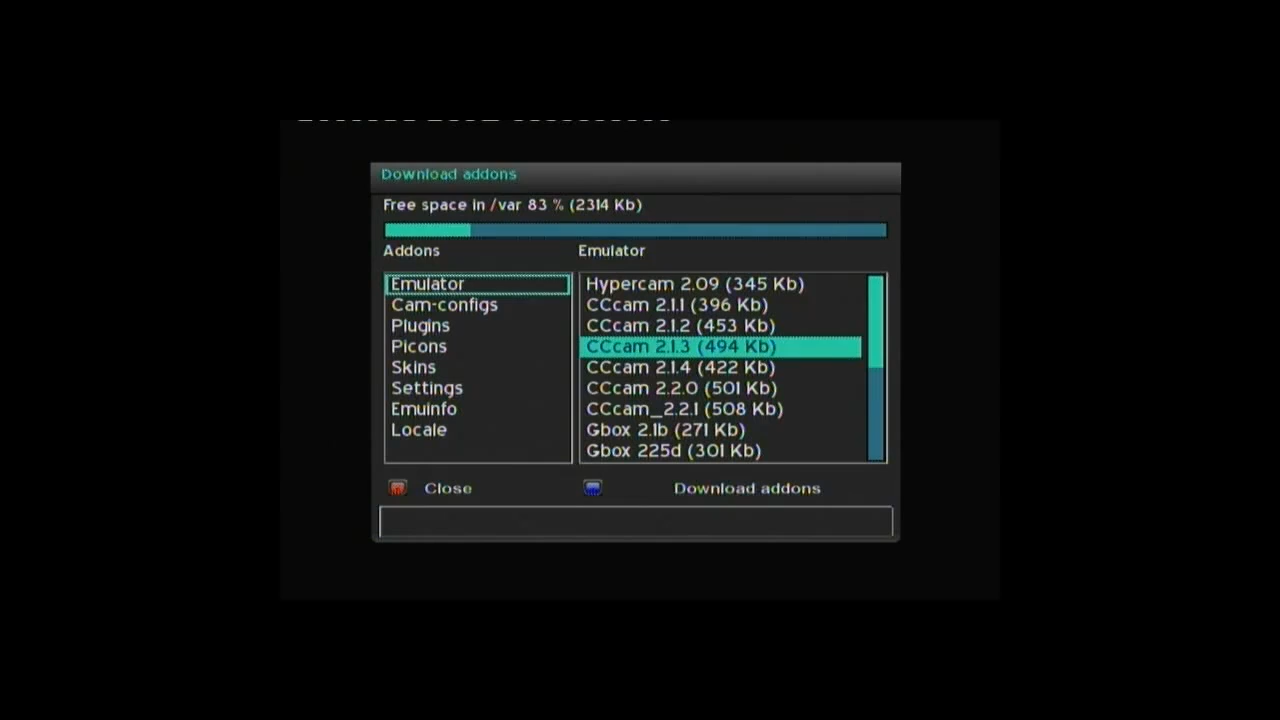 Download addons
Free space in /var 83 % (2314 Kb)
Addons
Emulator
Emulator
Cam-configs
Plugins
Picons
Skins
Settings
Emuinfo
Locale
Hypercam 2.09 (345 Kb)
CCcam 2.1.1 (396 Kb)
CCcam 2.1.2 (453 Kb)
CCcam 2.1.3 (494 Kb)
CCcam 2.1.4 (422 Kb)
CCcam 2.2.0 (501 Kb)
CCcam_2.2.1 (508 Kb)
Gbox 2.1b (271 Kb)
Gbox 225d (301 Kb)
Close
Download addons